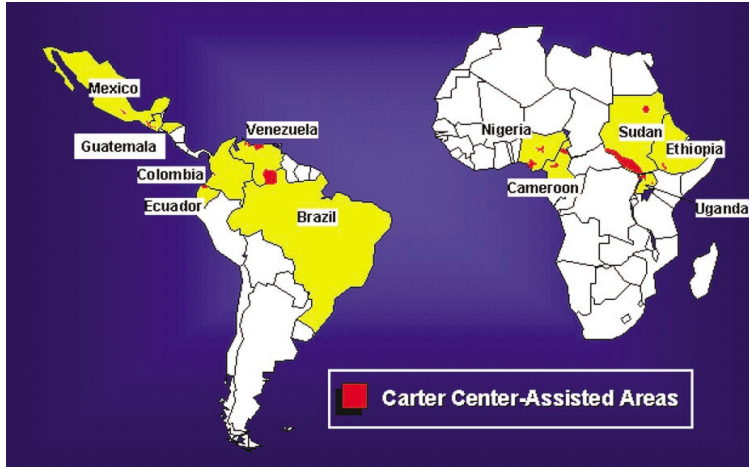 Mexico
Guatemala
Venezuela
Colombia
Ecuador
Brazil
Nigeria
Sudan
Ethiopia
Cameroon
Uganda
Carter Center-Assisted Areas